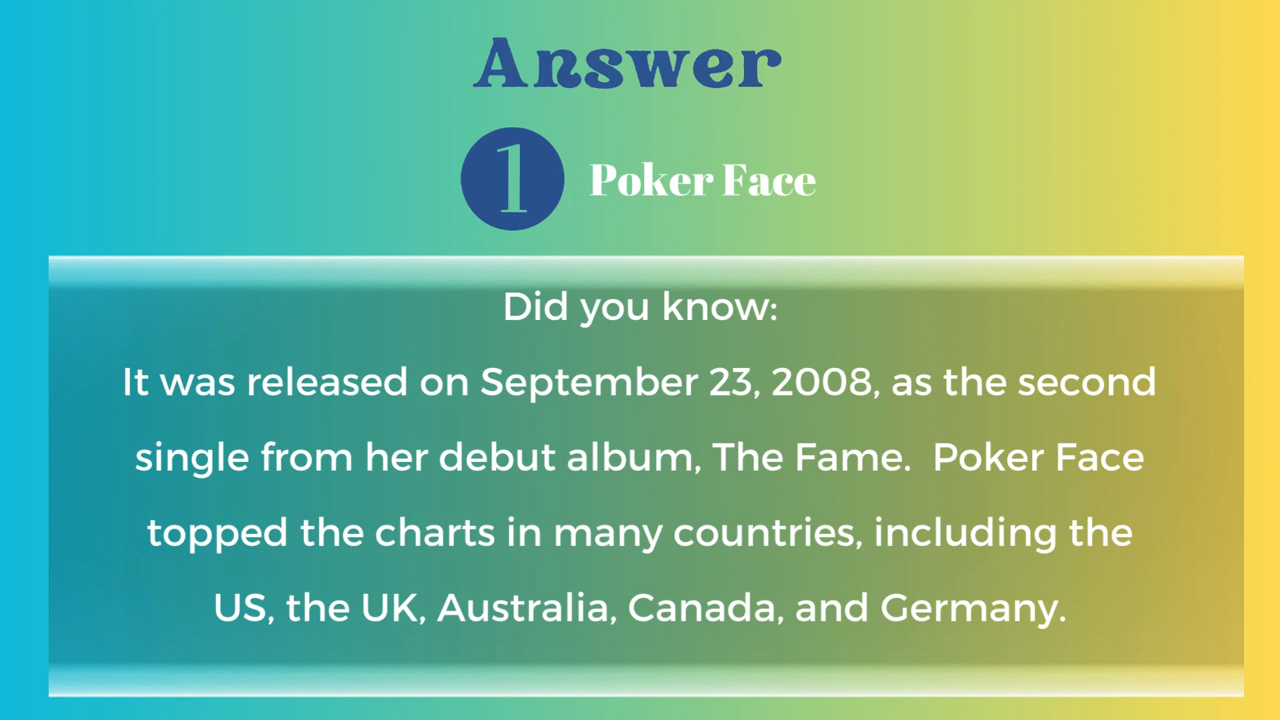 Answer
1 Poker Face
Did you know:
It was released on September 23, 2008, as the second
single from her debut album, The Fame.  Poker Face
topped the charts in many countries, including the
US, the UK, Australia, Canada, and Germany.